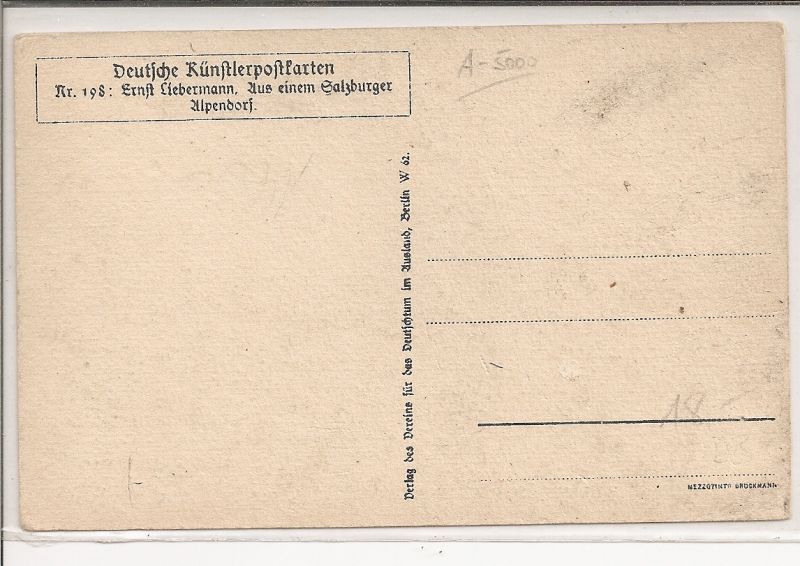 Deutsche Künstlerpostkarten
Nr. 198: Ernst Liebermann, Aus einem Salzburger
Alpendorf.
A-5000
Verlag des Vereins für das Deutschtum im Ausland, Berlin W 62.
18
MEZZOTINTO BRUCKMANN